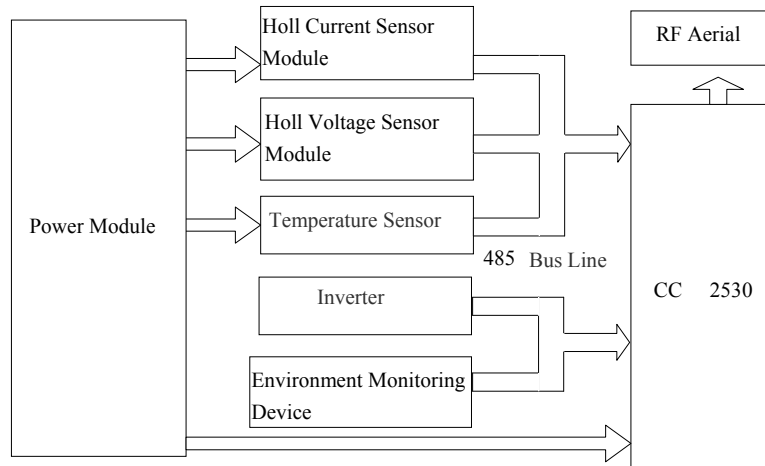 Holl Current Sensor
Module
RF Aerial
Holl Voltage Sensor
Module
Power Module
Temperature Sensor
485 Bus Line
CC 2530
Inverter
Environment Monitoring
Device